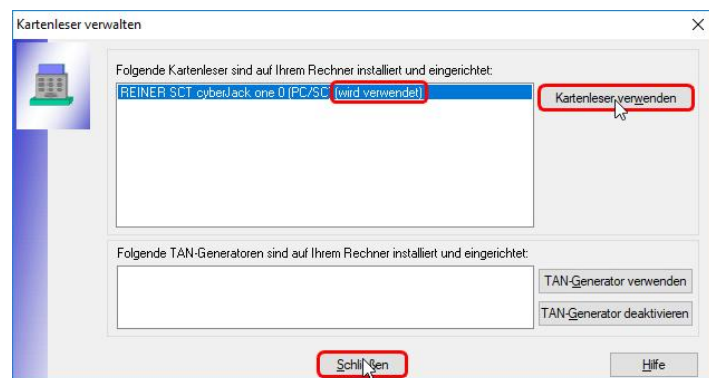 Kartenleser verwalten
Folgende Kartenleser sind auf Ihrem Rechner installiert und eingerichtet:
REINER SCT cyberJack one 0 (PC/SC) (wird verwendet)
Kartenleser verwenden
Folgende TAN-Generatoren sind auf Ihrem Rechner installiert und eingerichtet:
TAN-Generator verwenden
TAN-Generator deaktivieren
Schließen
Hilfe